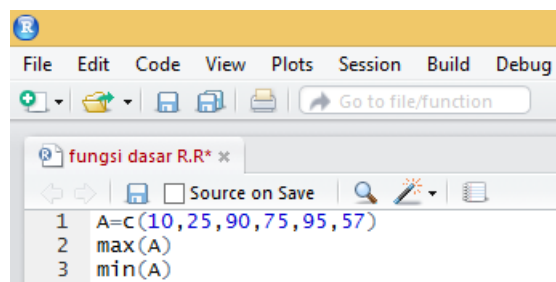 R
File Edit Code View Plots Session Build Debug
Go to file/function
R fungsi dasar R.R*
Source on Save
1 A=c(10,25,90,75,95,57)
2 max(A)
3 min(A)